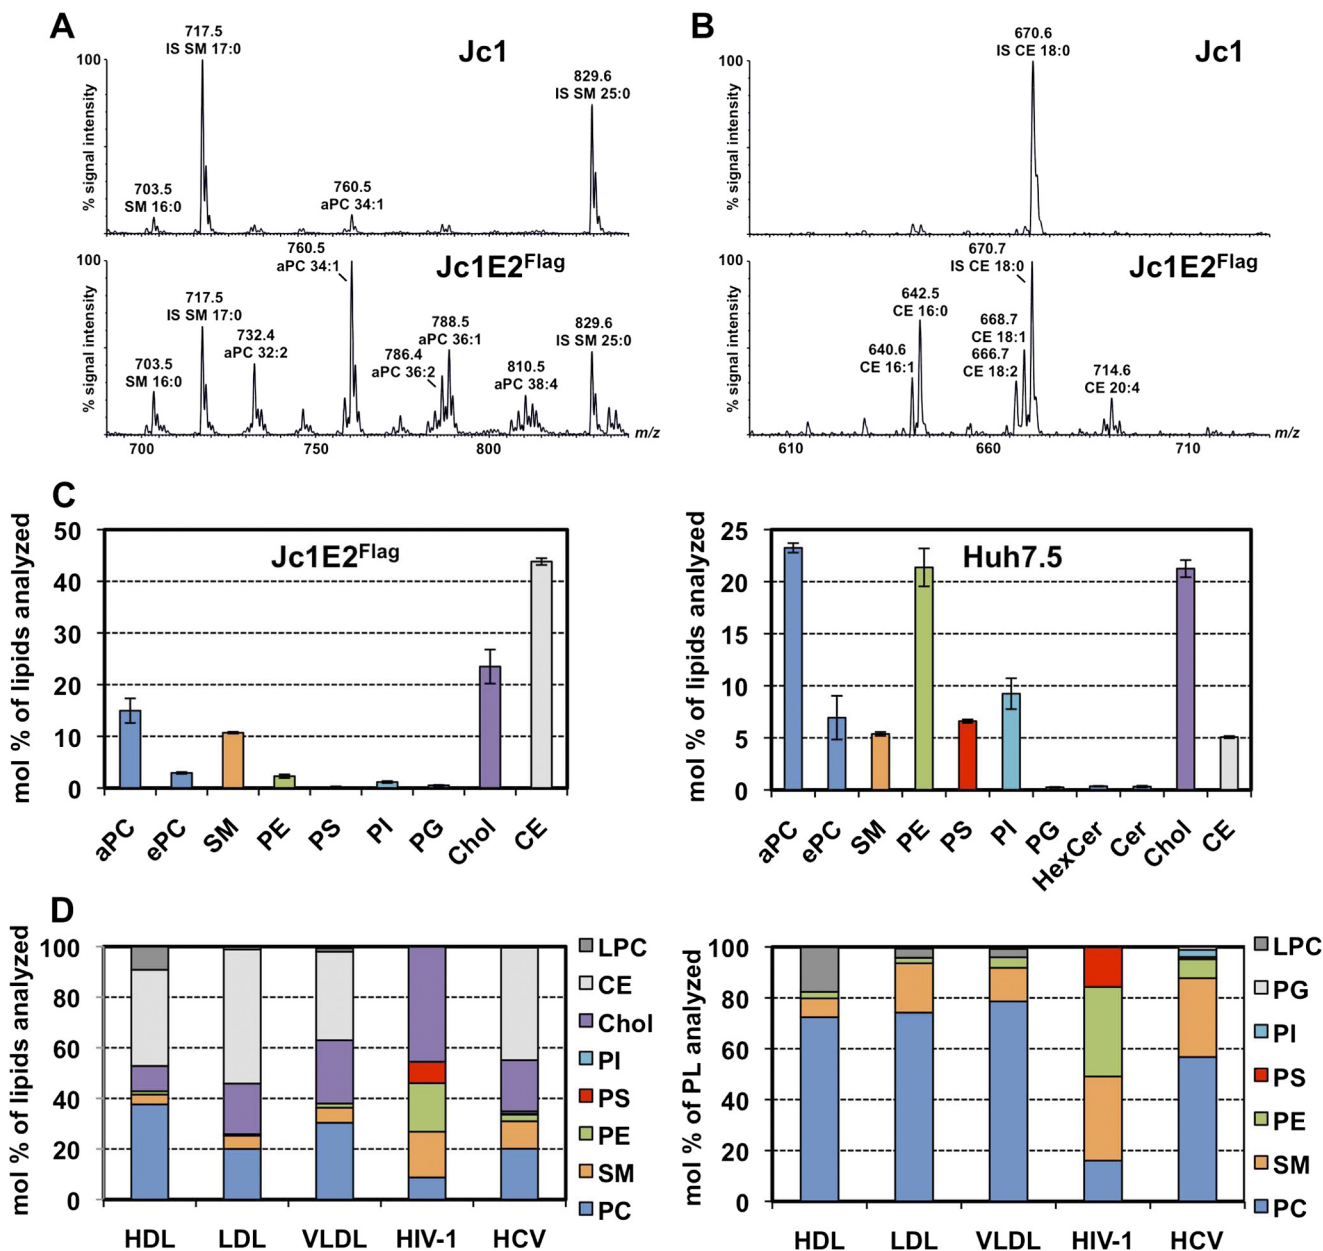 A
Jc1
717.5
IS SM 17:0
829.6
IS SM 25:0
703.5
SM 16:0
760.5
aPC 34:1
100
% signal intensity
Jc1E2Flag
760.5
aPC 34:1
717.5
IS SM 17:0
732.4
aPC 32:2
703.5
SM 16:0
788.5
aPC 36:1
786.4
aPC 36:2
810.5
aPC 38:4
829.6
IS SM 25:0
100
% signal intensity
700 750 800 m/z
B
Jc1
670.6
IS CE 18:0
100
% signal intensity
Jc1E2Flag
670.7
IS CE 18:0
642.5
CE 16:0
640.6
CE 16:1
668.7
CE 18:1
666.7
CE 18:2
714.6
CE 20:4
100
% signal intensity
610 660 710 m/z
C
Jc1E2Flag
mol % of lipids analyzed
50
40
30
20
10
0
aPC ePC SM PE PS PI PG Chol CE
Huh7.5
mol % of lipids analyzed
25
20
15
10
5
0
aPC ePC SM PE PS PI PG HexCer Cer Chol CE
D
mol % of lipids analyzed
100
80
60
40
20
0
HDL LDL VLDL HIV-1 HCV
LPC
CE
Chol
PI
PS
PE
SM
PC
mol % of PL analyzed
100
80
60
40
20
0
HDL LDL VLDL HIV-1 HCV
LPC
PG
PI
PS
PE
SM
PC